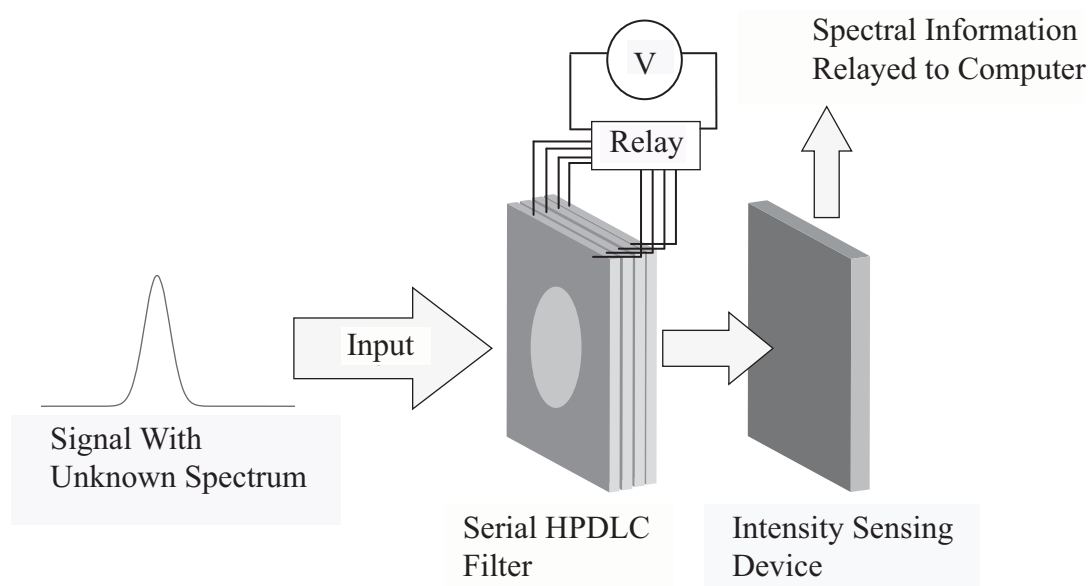 Spectral Information
Relayed to Computer
V
Relay
Input
Signal With
Unknown Spectrum
Serial HPDLC
Filter
Intensity Sensing
Device